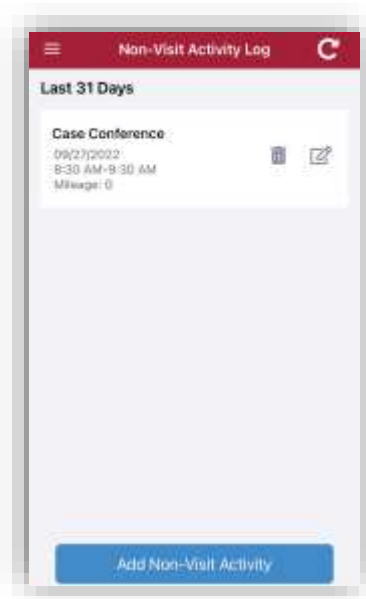 Non-Visit Activity Log
Last 31 Days
Case Conference
09/27/2022
8:30 AM-9:30 AM
Mileage: 0
Add Non-Visit Activity